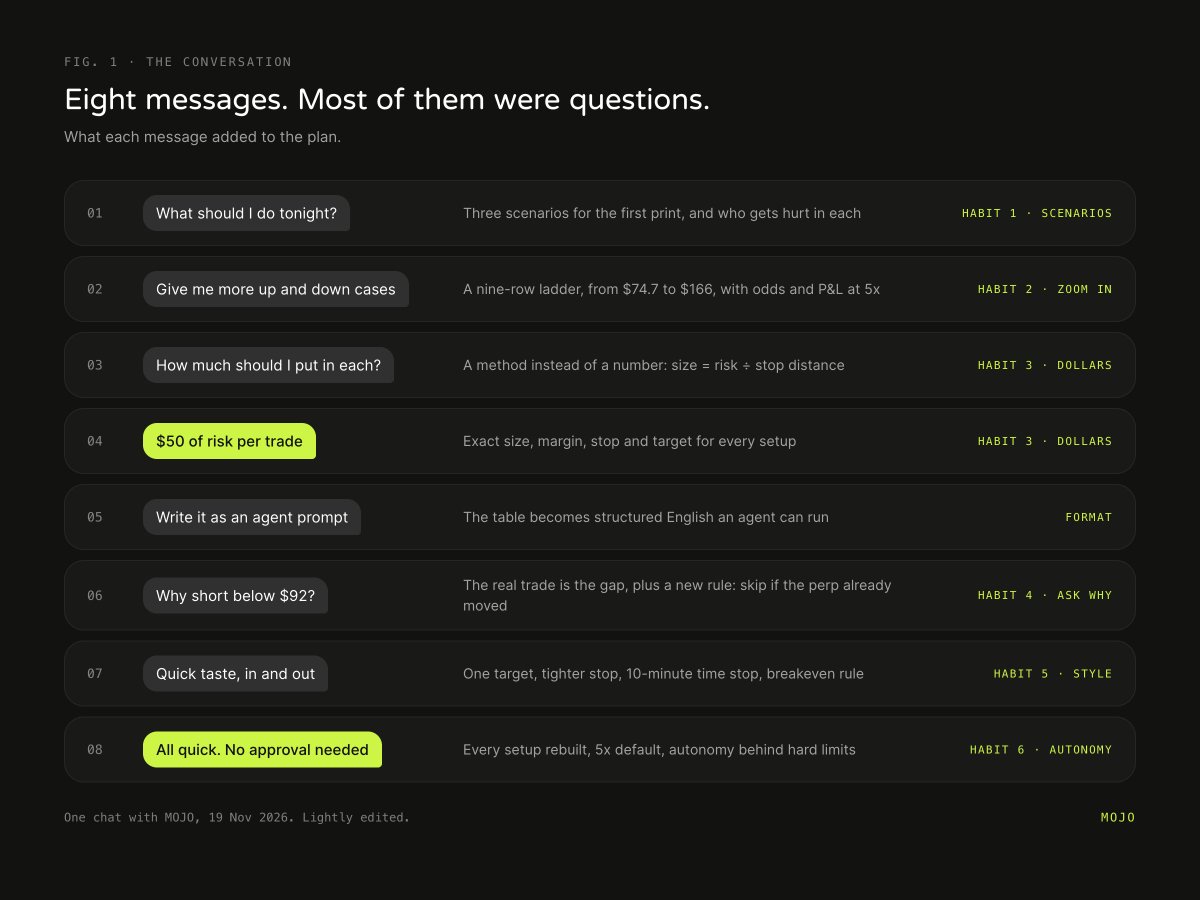 FIG. 1 · THE CONVERSATION
Eight messages. Most of them were questions.
What each message added to the plan.
01 What should I do tonight? Three scenarios for the first print, and who gets hurt in each HABIT 1 · SCENARIOS
02 Give me more up and down cases A nine-row ladder, from $74.7 to $166, with odds and P&L at 5x HABIT 2 · ZOOM IN
03 How much should I put in each? A method instead of a number: size = risk ÷ stop distance HABIT 3 · DOLLARS
04 $50 of risk per trade Exact size, margin, stop and target for every setup HABIT 3 · DOLLARS
05 Write it as an agent prompt The table becomes structured English an agent can run FORMAT
06 Why short below $92? The real trade is the gap, plus a new rule: skip if the perp already HABIT 4 · ASK WHY
moved
07 Quick taste, in and out One target, tighter stop, 10-minute time stop, breakeven rule HABIT 5 · STYLE
08 All quick. No approval needed Every setup rebuilt, 5x default, autonomy behind hard limits HABIT 6 · AUTONOMY
One chat with MOJO, 19 Nov 2026. Lightly edited. MOJO